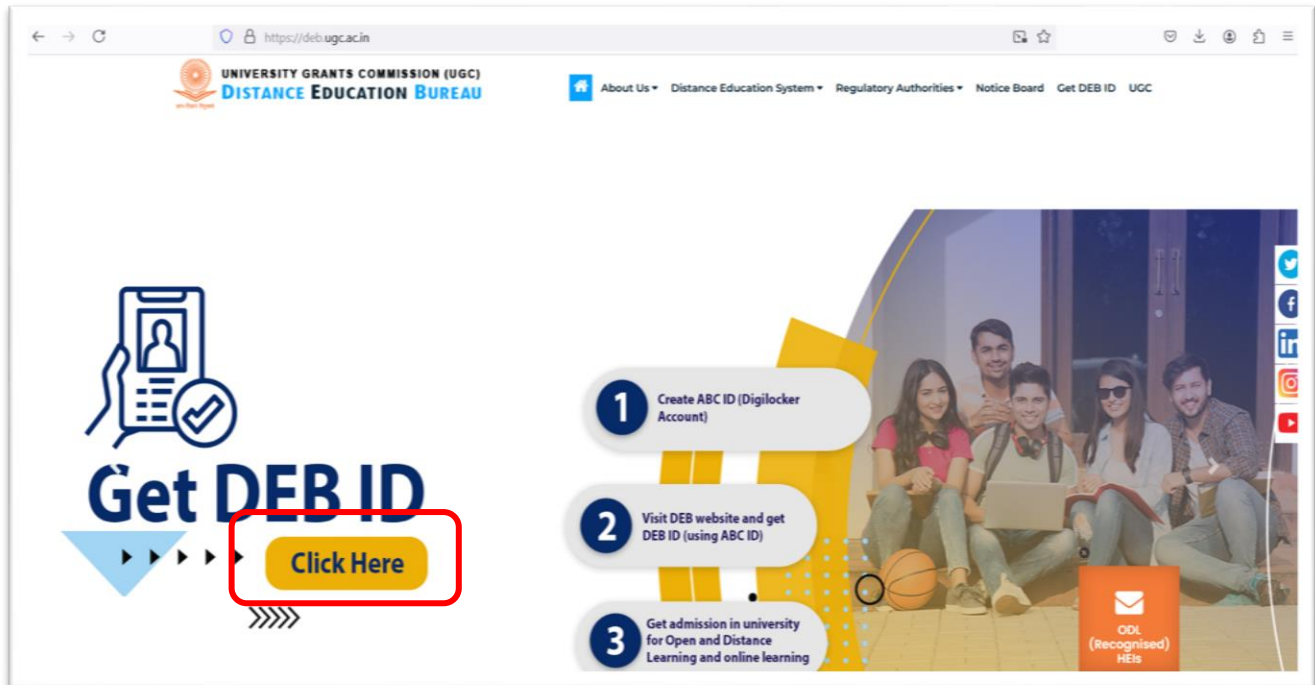 https://deb.ugc.ac.in
UNIVERSITY GRANTS COMMISSION (UGC)
DISTANCE EDUCATION BUREAU
About Us Distance Education System Regulatory Authorities Notice Board Get DEB ID UGC
Get DEB ID
Click Here
1
Create ABC ID (Digilocker
Account)
2
Visit DEB website and get
DEB ID (using ABC ID)
3
Get admission in university
for Open and Distance
Learning and online learning
ODL
(Recognised)
HEIs